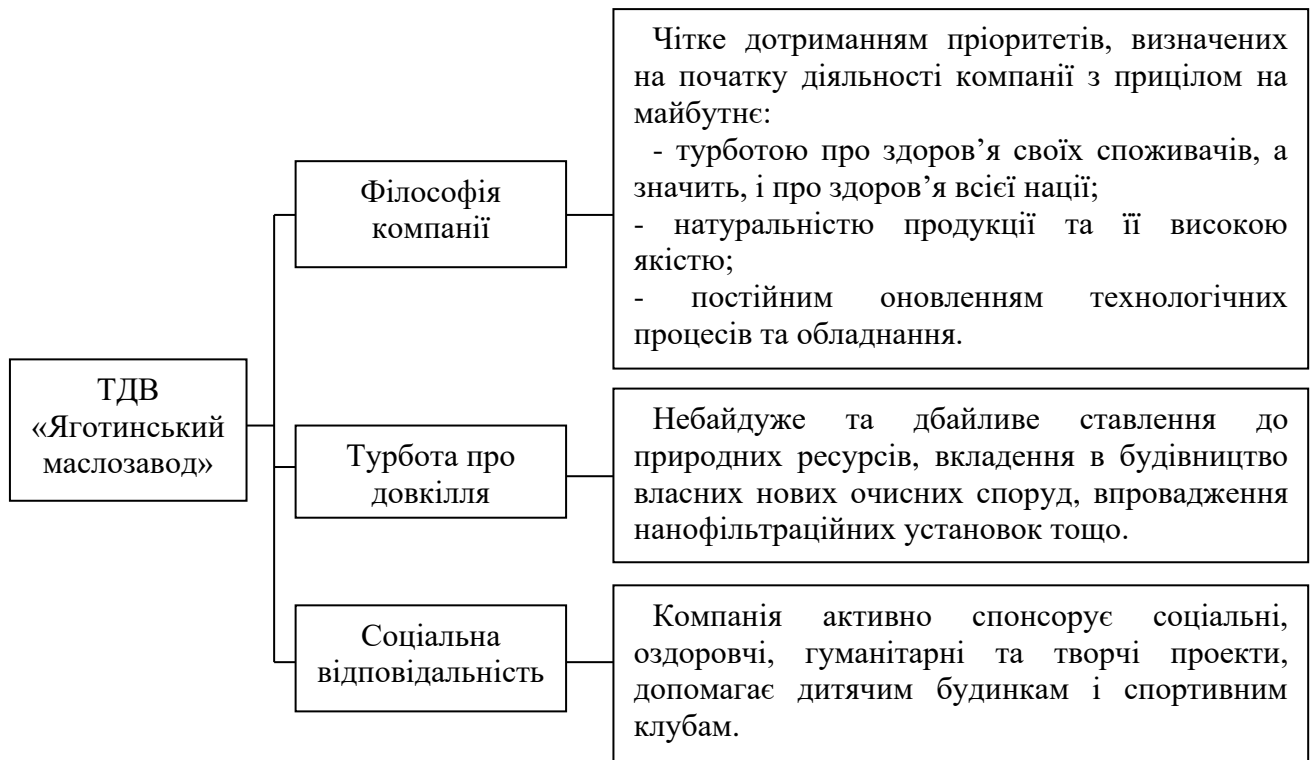 ТДВ
«Яготинський
маслозавод»
Філософія
компанії
Чітке дотриманням пріоритетів, визначених
на початку діяльності компанії з прицілом на
майбутнє:
- турботою про здоров’я своїх споживачів, а
значить, і про здоров’я всієї нації;
- натуральністю продукції та її високою
якістю;
- постійним оновленням технологічних
процесів та обладнання.
Турбота про
довкілля
Небайдуже та дбайливе ставлення до
природних ресурсів, вкладення в будівництво
власних нових очисних споруд, впровадження
нанофільтраційних установок тощо.
Соціальна
відповідальність
Компанія активно спонсорує соціальні,
оздоровчі, гуманітарні та творчі проекти,
допомагає дитячим будинкам і спортивним
клубам.